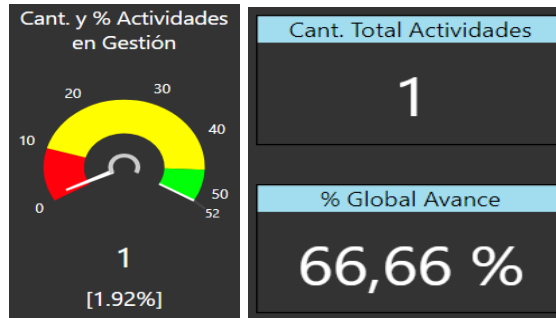 Cant. y % Actividades
en Gestión
0
10
20
30
40
50
52
1
[1.92%]
Cant. Total Actividades
1
% Global Avance
66,66 %